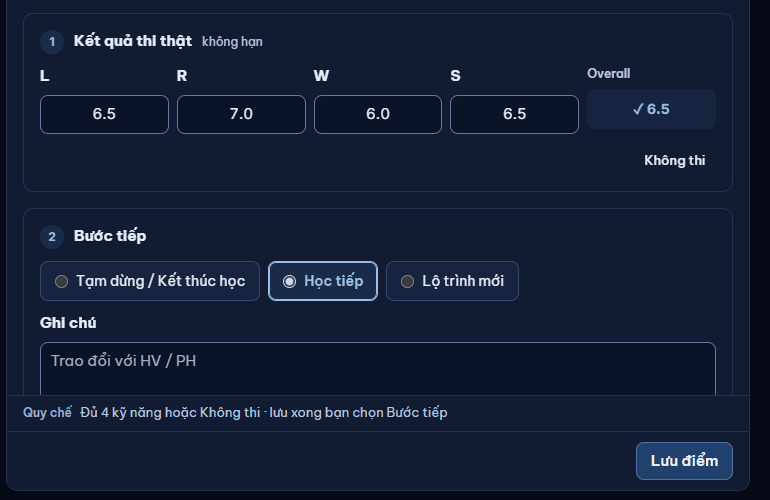 1 Kết quả thi thật không hạn
L R W S Overall
6.5 7.0 6.0 6.5 ✓ 6.5
Không thi
2 Bước tiếp
Tạm dừng / Kết thúc học Học tiếp Lộ trình mới
Ghi chú
Trao đổi với HV / PH
Quy chế Đủ 4 kỹ năng hoặc Không thi · lưu xong bạn chọn Bước tiếp
Lưu điểm